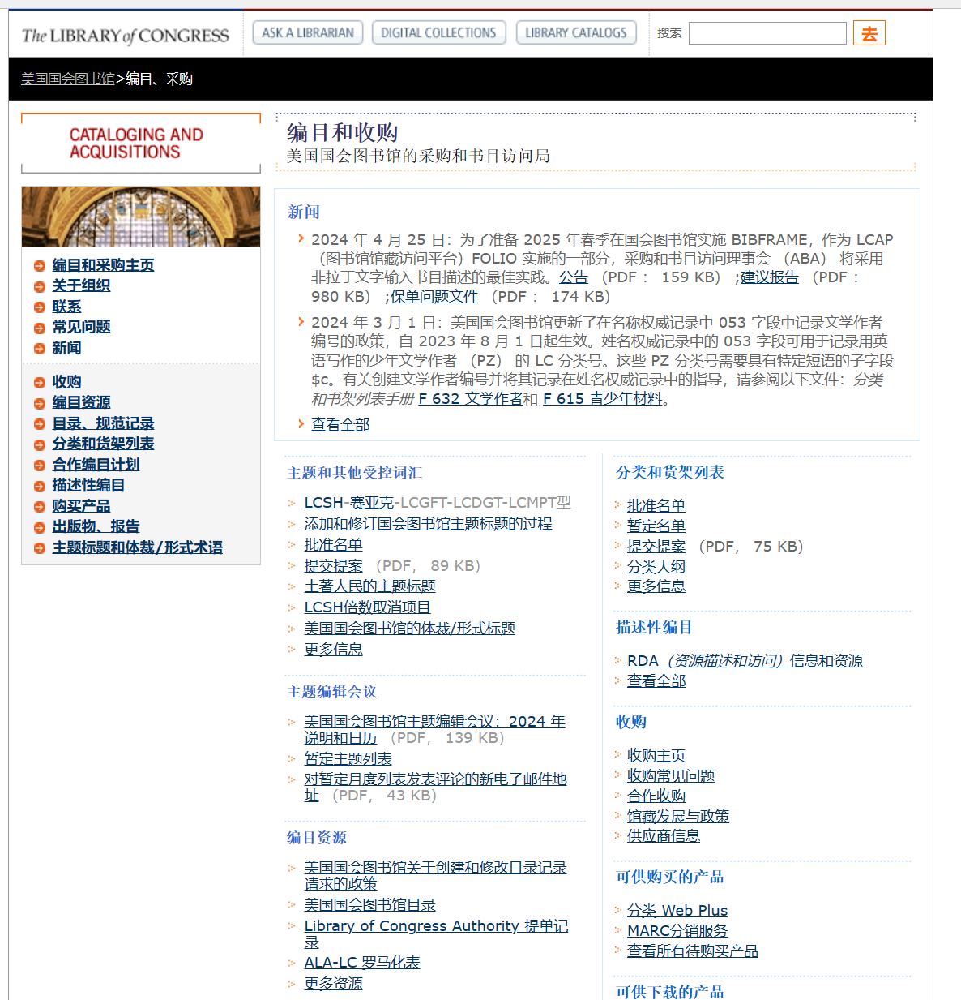 The LIBRARY of CONGRESS
ASK A LIBRARIAN
DIGITAL COLLECTIONS
LIBRARY CATALOGS
搜索
去
美国国会图书馆>编目、采购
CATALOGING AND
ACQUISITIONS
编目和采购主页
关于组织
联系
常见问题
新闻
收购
编目资源
目录、规范记录
分类和货架列表
合作编目计划
描述性编目
购买产品
出版物、报告
主题标题和体裁/形式术语
编目和收购
美国国会图书馆的采购和书目访问局
新闻
2024 年 4 月 25 日：为了准备 2025 年春季在国会图书馆实施 BIBFRAME，作为 LCAP
（图书馆馆藏访问平台）FOLIO 实施的一部分，采购和书目访问理事会 （ABA） 将采用
非拉丁文字输入书目描述的最佳实践。公告 （PDF： 159 KB） ;建议报告 （PDF：
980 KB） ;保单问题文件 （PDF： 174 KB）
2024 年 3 月 1 日：美国国会图书馆更新了在名称权威记录中 053 字段中记录文学作者
编号的政策，自 2023 年 8 月 1 日起生效。姓名权威记录中的 053 字段可用于记录用英
语写作的少年文学作者 （PZ） 的 LC 分类号。这些 PZ 分类号需要具有特定短语的子字段
$c。有关创建文学作者编号并将其记录在姓名权威记录中的指导，请参阅以下文件：分类
和书架列表手册 F 632 文学作者和 F 615 青少年材料。
查看全部
主题和其他受控词汇
LCSH-赛亚克-LCGFT-LCDGT-LCMPT型
添加和修订国会图书馆主题标题的过程
批准名单
提交提案 （PDF， 89 KB）
土著人民的主题标题
LCSH倍数取消项目
美国国会图书馆的体裁/形式标题
更多信息
主题编辑会议
美国国会图书馆主题编辑会议：2024 年
说明和日历 （PDF， 139 KB）
暂定主题列表
对暂定月度列表发表评论的新电子邮件地
址 （PDF， 43 KB）
编目资源
美国国会图书馆关于创建和修改目录记录
请求的政策
美国国会图书馆目录
Library of Congress Authority 提单记
录
ALA-LC 罗马化表
更多资源
分类和货架列表
批准名单
暂定名单
提交提案 （PDF， 75 KB）
分类大纲
更多信息
描述性编目
RDA（资源描述和访问）信息和资源
查看全部
收购
收购主页
收购常见问题
合作收购
馆藏发展与政策
供应商信息
可供购买的产品
分类 Web Plus
MARC分销服务
查看所有待购买产品
可供下载的产品